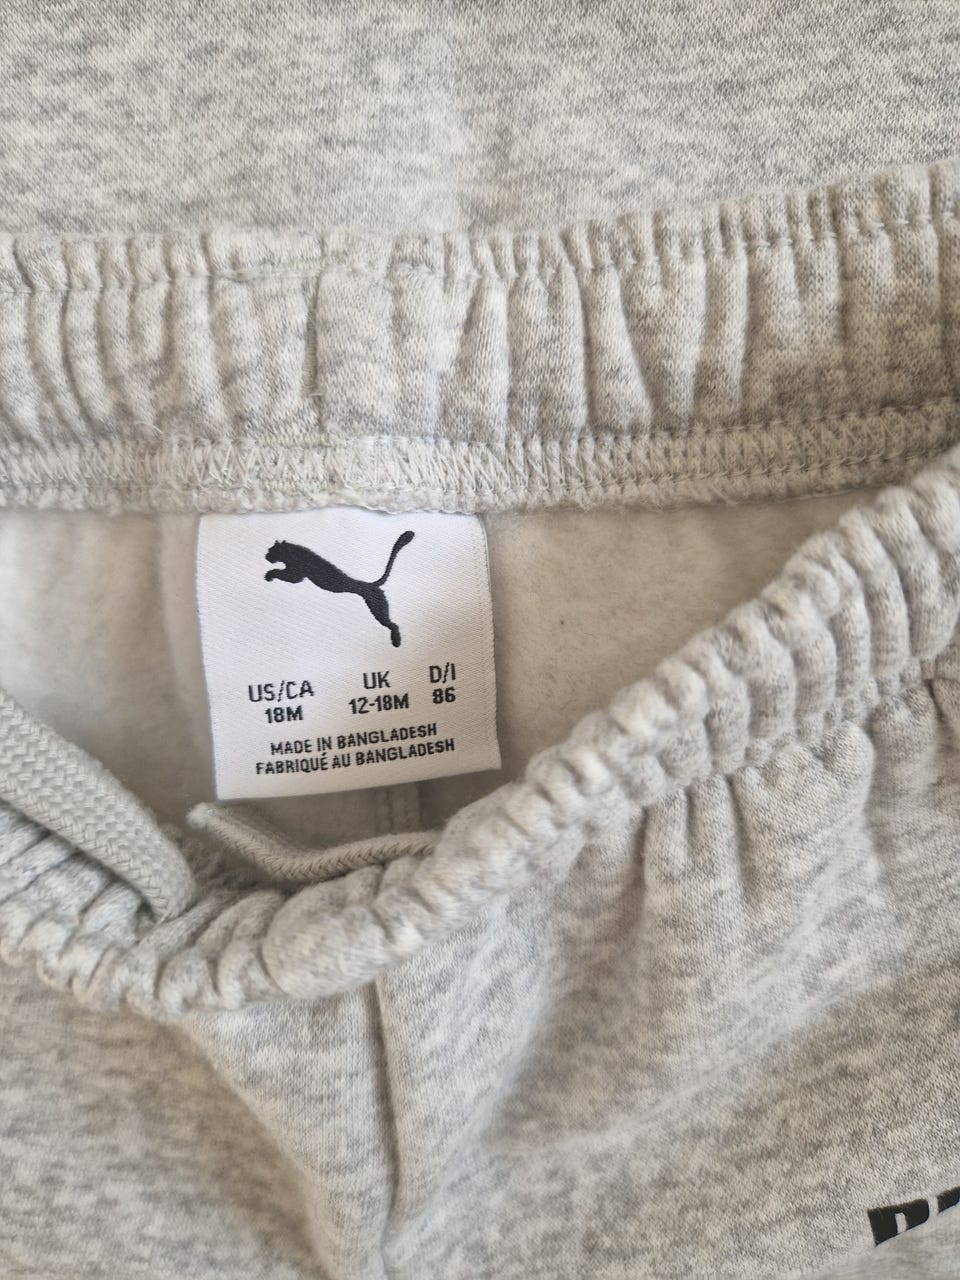 US/CA UK D/I
18M 12-18M 86
MADE IN BANGLADESH
FABRIQUÉ AU BANGLADESH